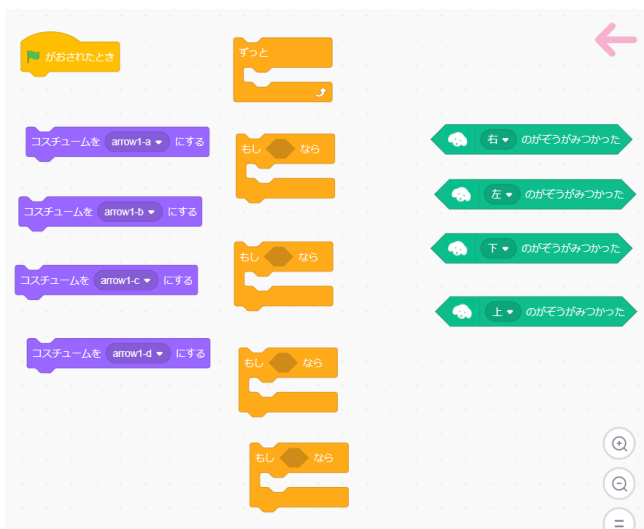 がおされたとき
ずっと
コスチュームを arrow1-a にする
もし なら
右 のがぞうがみつかった
コスチュームを arrow1-b にする
左 のがぞうがみつかった
もし なら
下 のがぞうがみつかった
コスチュームを arrow1-c にする
上 のがぞうがみつかった
コスチュームを arrow1-d にする
もし なら
もし なら